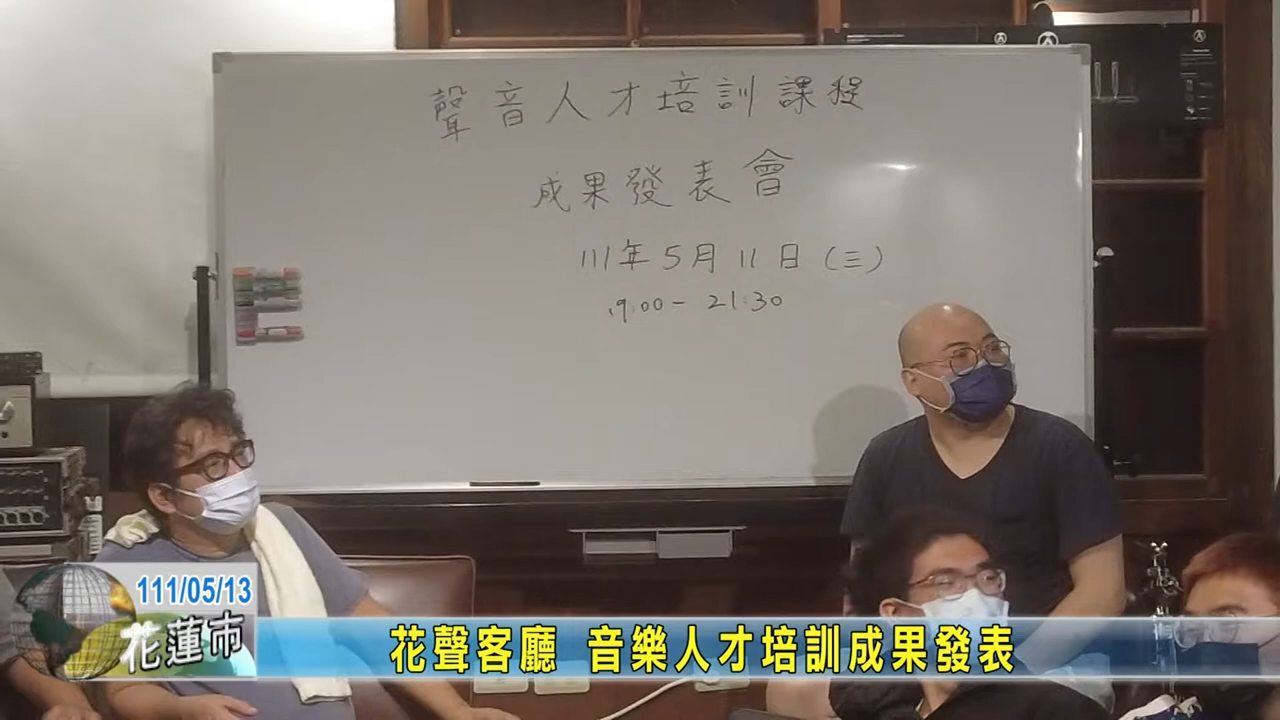 聲音人才培訓課程
成果發表會
111年5月11日(三)
19:00- 21:30
111/05/13
花蓮市
花聲客廳 音樂人才培訓成果發表